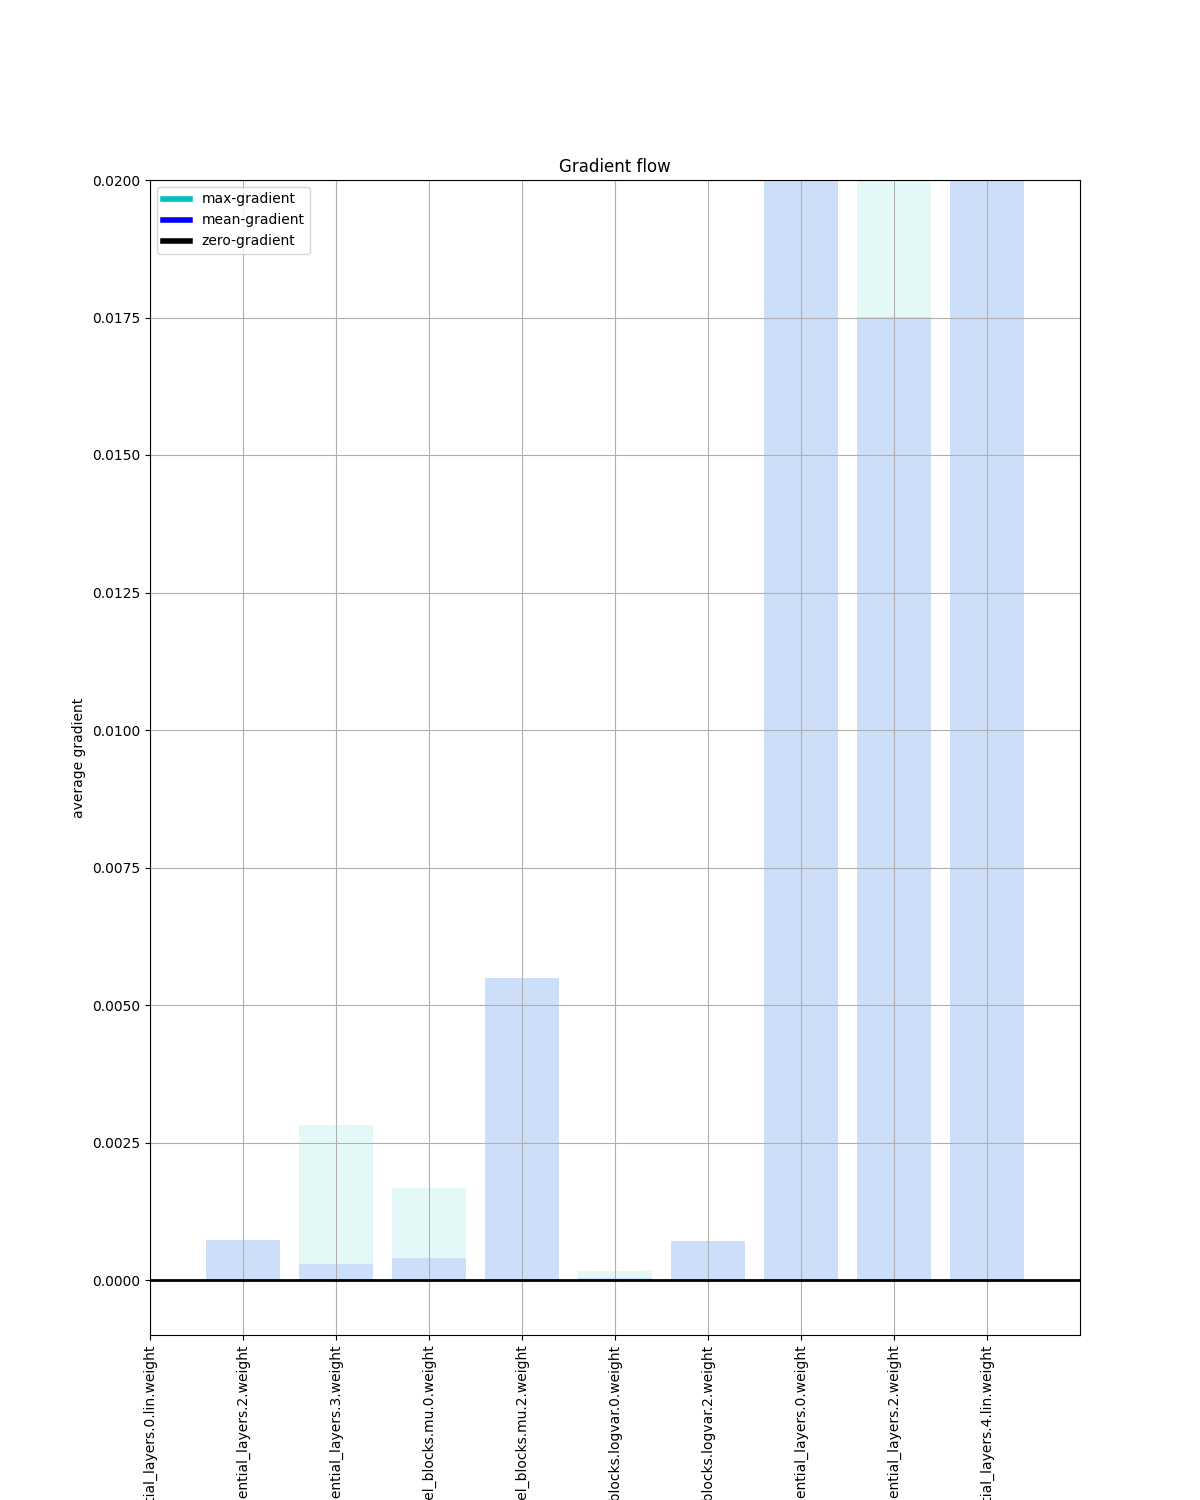 Gradient flow
max-gradient
mean-gradient
zero-gradient
0.0200
0.0175
0.0150
0.0125
0.0100
0.0075
0.0050
0.0025
0.0000
average gradient
tial_layers.0.lin.weight
ential_layers.2.weight
ential_layers.3.weight
el_blocks.mu.0.weight
el_blocks.mu.2.weight
blocks.logvar.0.weight
blocks.logvar.2.weight
ential_layers.0.weight
ential_layers.2.weight
tial_layers.4.lin.weight